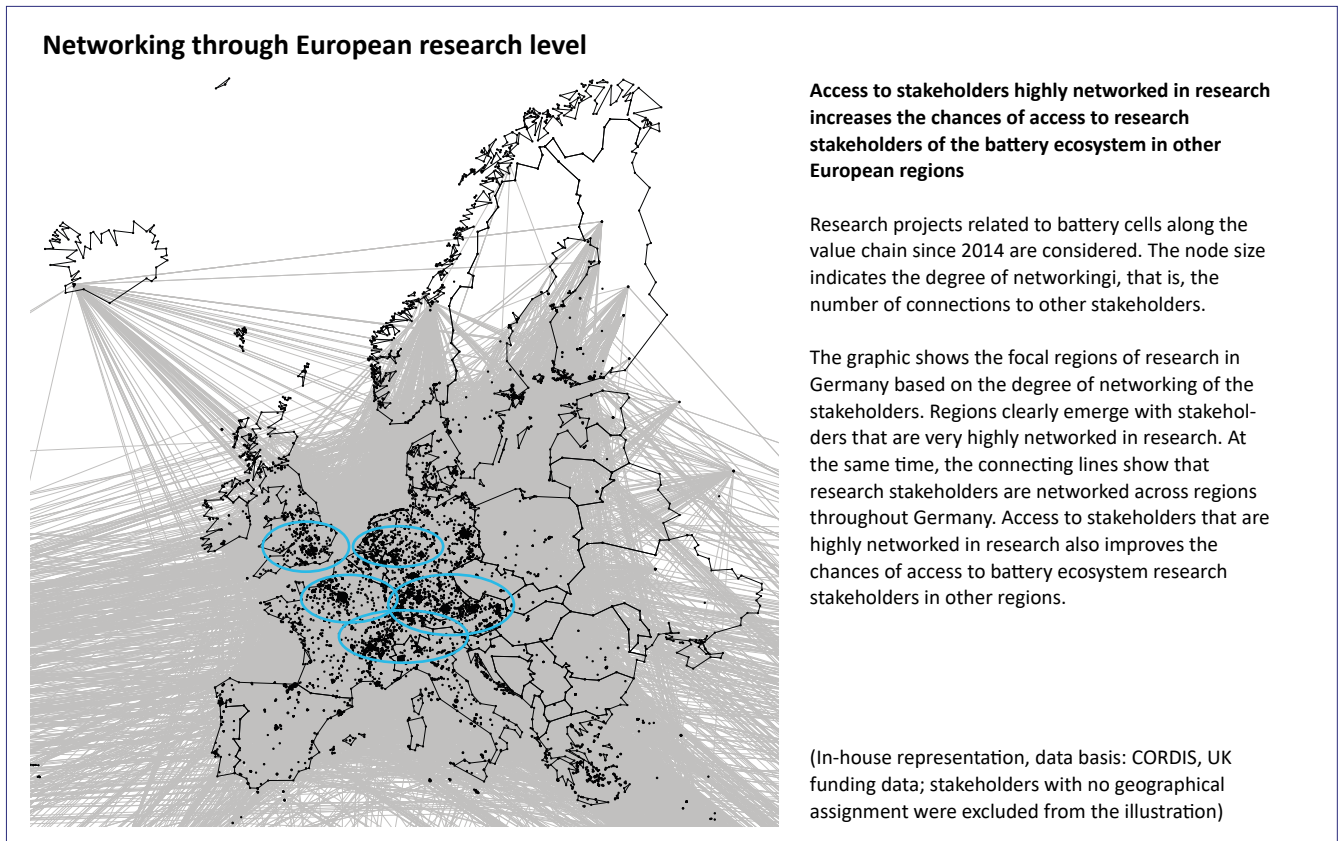 Networking through European research level
Access to stakeholders highly networked in research
increases the chances of access to research
stakeholders of the battery ecosystem in other
European regions
Research projects related to battery cells along the
value chain since 2014 are considered. The node size
indicates the degree of networkingi, that is, the
number of connections to other stakeholders.
The graphic shows the focal regions of research in
Germany based on the degree of networking of the
stakeholders. Regions clearly emerge with stakehol-
ders that are very highly networked in research. At
the same time, the connecting lines show that
research stakeholders are networked across regions
throughout Germany. Access to stakeholders that are
highly networked in research also improves the
chances of access to battery ecosystem research
stakeholders in other regions.
(In-house representation, data basis: CORDIS, UK
funding data; stakeholders with no geographical
assignment were excluded from the illustration)